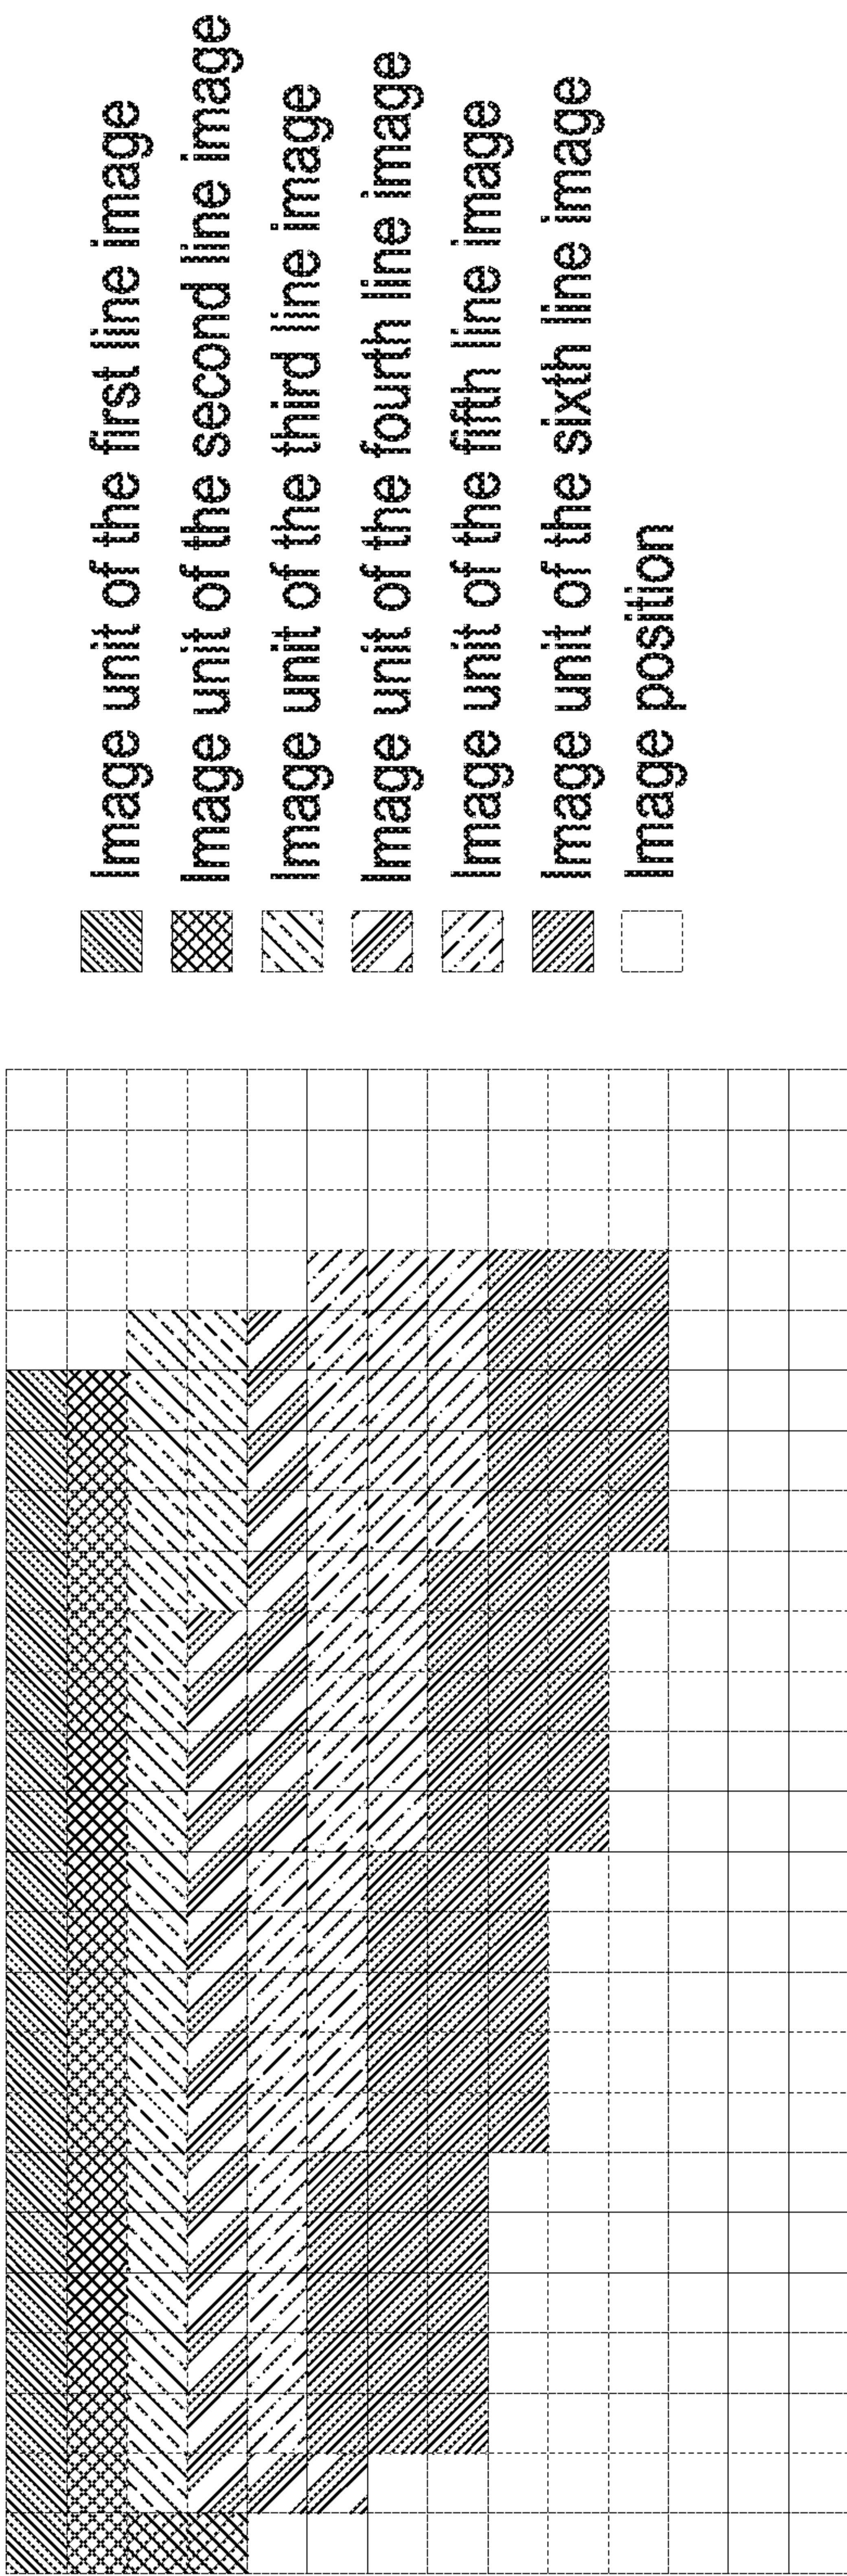 Image unit of the first line image
Image unit of the second line image
Image unit of the third line image
Image unit of the fourth line image
Image unit of the fifth line image
Image unit of the sixth line image
Image position